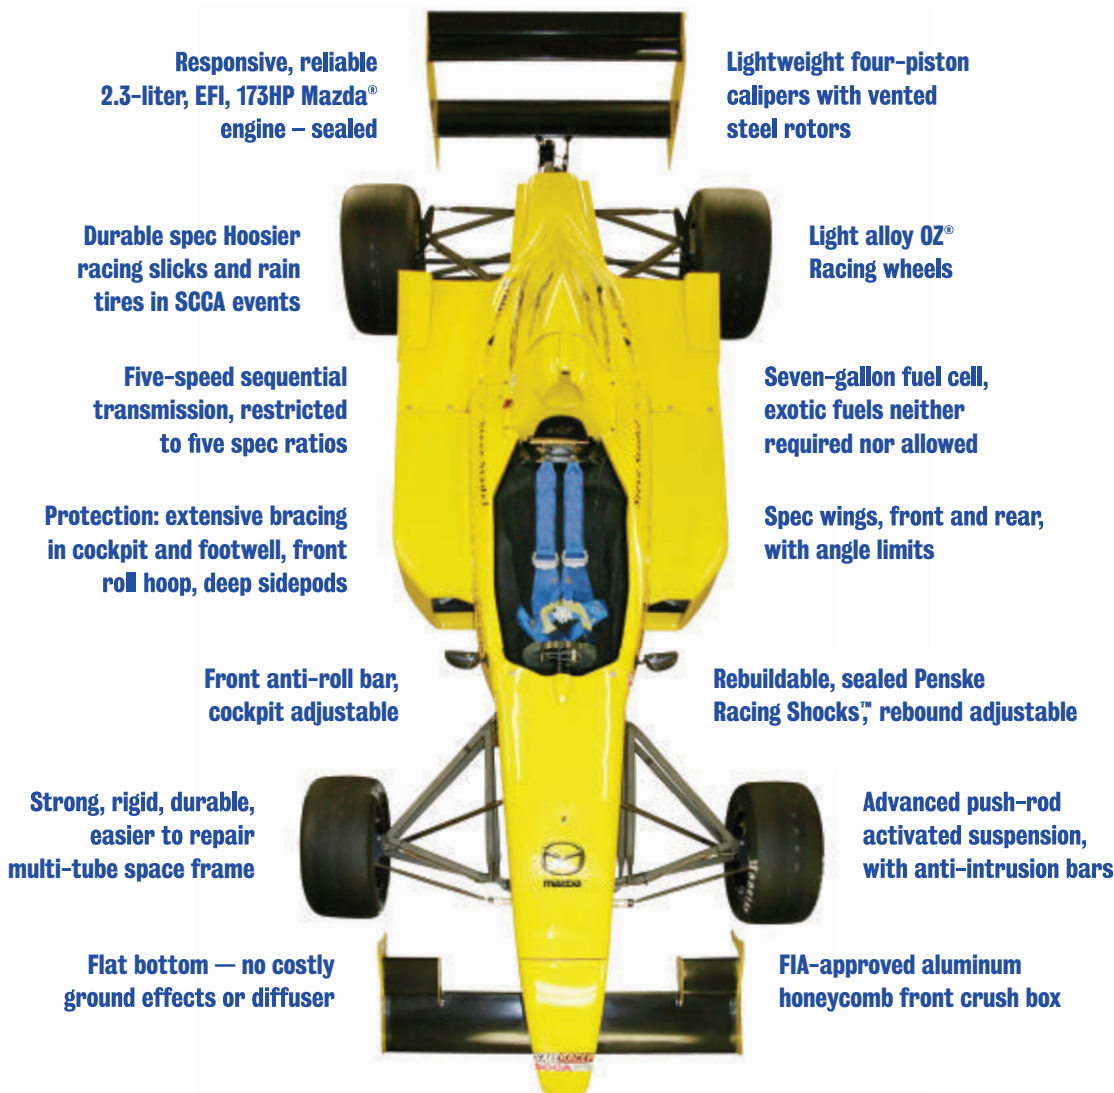 Responsive, reliable
2.3-liter, EFI, 173HP Mazda®
engine – sealed
Lightweight four-piston
calipers with vented
steel rotors
Durable spec Hoosier
racing slicks and rain
tires in SCCA events
Light alloy OZ®
Racing wheels
Five-speed sequential
transmission, restricted
to five spec ratios
Seven-gallon fuel cell,
exotic fuels neither
required nor allowed
Protection: extensive bracing
in cockpit and footwell, front
roll hoop, deep sidepods
Spec wings, front and rear,
with angle limits
Front anti-roll bar,
cockpit adjustable
Rebuildable, sealed Penske
Racing Shocks,™ rebound adjustable
Strong, rigid, durable,
easier to repair
multi-tube space frame
Advanced push-rod
activated suspension,
with anti-intrusion bars
mazda
Flat bottom — no costly
ground effects or diffuser
FIA-approved aluminum
honeycomb front crush box